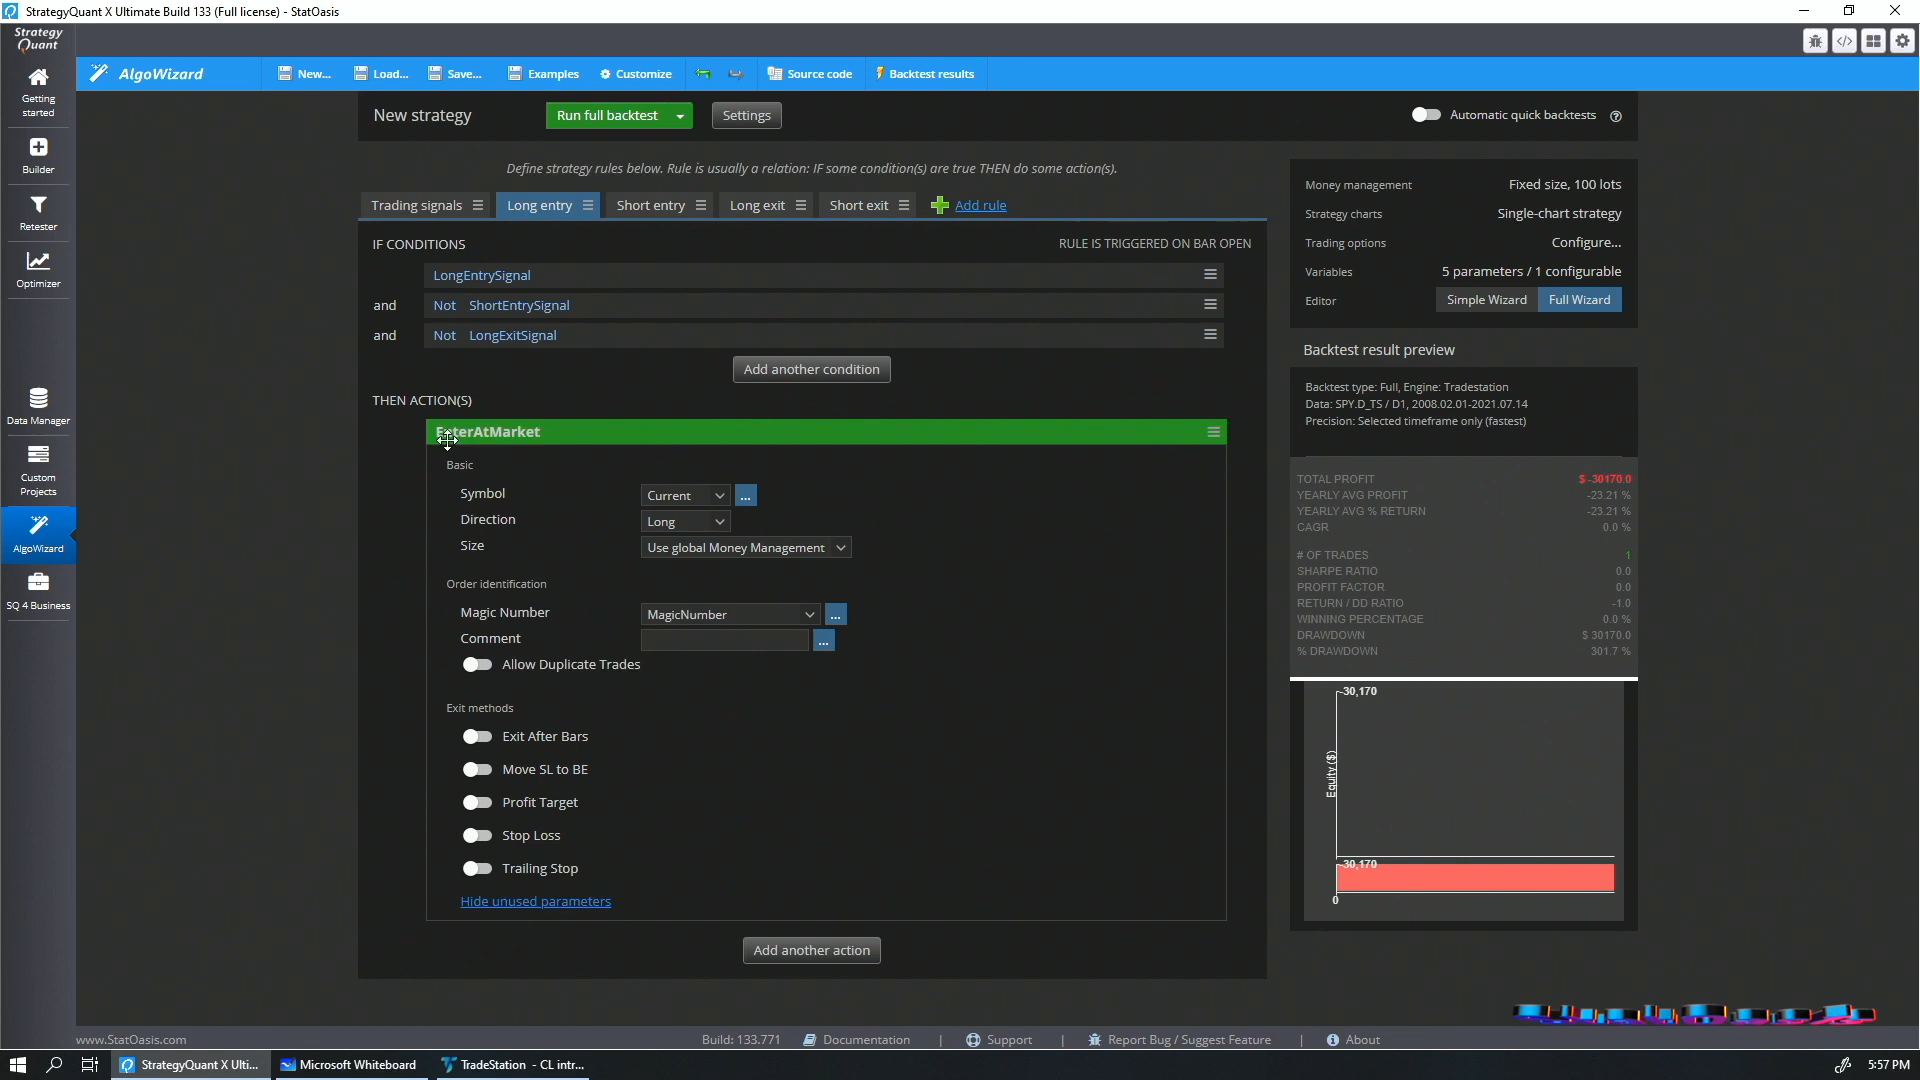 StrategyQuant X Ultimate Build 133 (Full license) - StatOasis
Strategy
Quant
Getting
started
Builder
Retester
Optimizer
Data Manager
Custom
Projects
AlgoWizard
SQ 4 Business
AlgoWizard
New...
Load...
Save...
Examples
Customize
Source code
Backtest results
New strategy
Run full backtest
Settings
Automatic quick backtests
Define strategy rules below. Rule is usually a relation: IF some condition(s) are true THEN do some action(s).
Trading signals
Long entry
Short entry
Long exit
Short exit
Add rule
IF CONDITIONS
RULE IS TRIGGERED ON BAR OPEN
LongEntrySignal
and Not ShortEntrySignal
and Not LongExitSignal
Add another condition
THEN ACTION(S)
EnterAtMarket
Basic
Symbol Current ...
Direction Long
Size Use global Money Management
Order identification
Magic Number MagicNumber ...
Comment ...
Allow Duplicate Trades
Exit methods
Exit After Bars
Move SL to BE
Profit Target
Stop Loss
Trailing Stop
Hide unused parameters
Add another action
Money management Fixed size, 100 lots
Strategy charts Single-chart strategy
Trading options Configure...
Variables 5 parameters / 1 configurable
Editor Simple Wizard Full Wizard
Backtest result preview
Backtest type: Full, Engine: Tradestation
Data: SPY.D_TS / D1, 2008.02.01-2021.07.14
Precision: Selected timeframe only (fastest)
TOTAL PROFIT $ -30170.0
YEARLY AVG PROFIT -23.21 %
YEARLY AVG % RETURN -23.21 %
CAGR 0.0 %
# OF TRADES 1
SHARPE RATIO 0.0
PROFIT FACTOR 0.0
RETURN / DD RATIO -1.0
WINNING PERCENTAGE 0.0 %
DRAWDOWN $ 30170.0
% DRAWDOWN 301.7 %
-30,170
Equity ($)
-30,170
0
www.StatOasis.com
Build: 133.771
Documentation
|
Support
|
Report Bug / Suggest Feature
|
About
StrategyQuant X Ulti...
Microsoft Whiteboard
TradeStation - CL intr...
5:57 PM